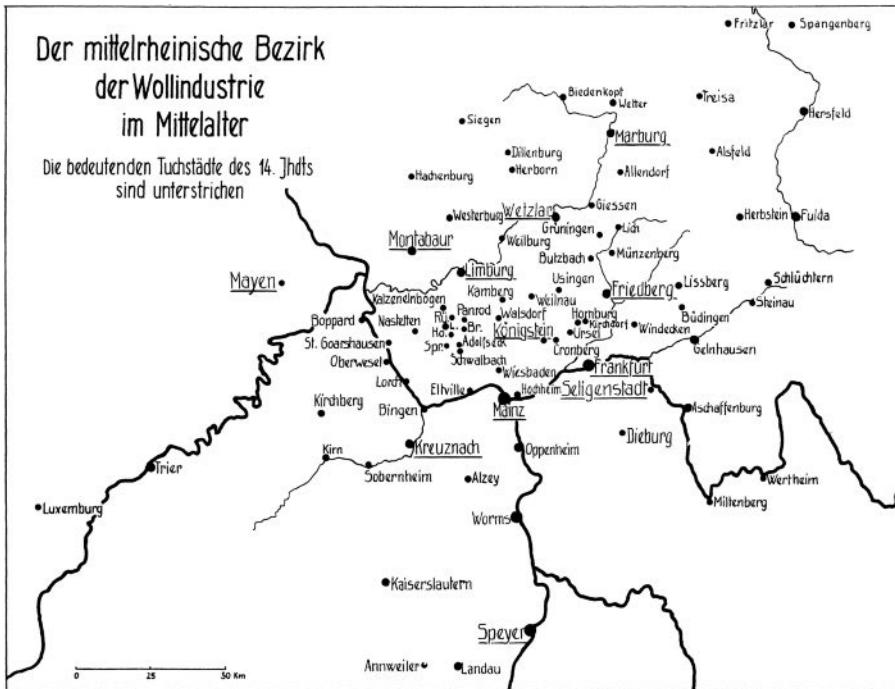 Der mittelrheinische Bezirk
der Wollindustrie
im Mittelalter
Die bedeutenden Tuchstädte des 14. Jhdts
sind unterstrichen
Fritzlar
Spangenberg
Biedenkopf
Wetter
Treisa
Hersfeld
Siegen
Marburg
Dillenburg
Herborn
Alsfeld
Allendorf
Hachenburg
Giessen
Westerburg
Wetzlar
Herbstein
Fulda
Grüningen
Lich
Weilburg
Montabaur
Butzbach
Münzenberg
Limburg
Mayen
Usingen
Friedberg
Lissberg
Schlüchtern
Kamberg
Weilnau
Steinau
Katzenelnbogen
Panrod
Walsdorf
Homburg
Büdingen
Boppard
Nastetten
Rü.
L.
Br.
Königstein
Kirchdorf
Windecken
Ursel
Ho.
St. Goarshausen
Spr.
Adolfseck
Cronberg
Gelnhausen
Schwalbach
Oberwesel
Wiesbaden
Frankfurt
Lorch
Eltville
Hochheim
Seligenstadt
Kirchberg
Bingen
Mainz
Aschaffenburg
Kreuznach
Dieburg
Oppenheim
Kirn
Trier
Sobernheim
Alzey
Wertheim
Miltenberg
Luxemburg
Worms
Kaiserslautern
Speyer
Annweiler
Landau
0 25 50 Km